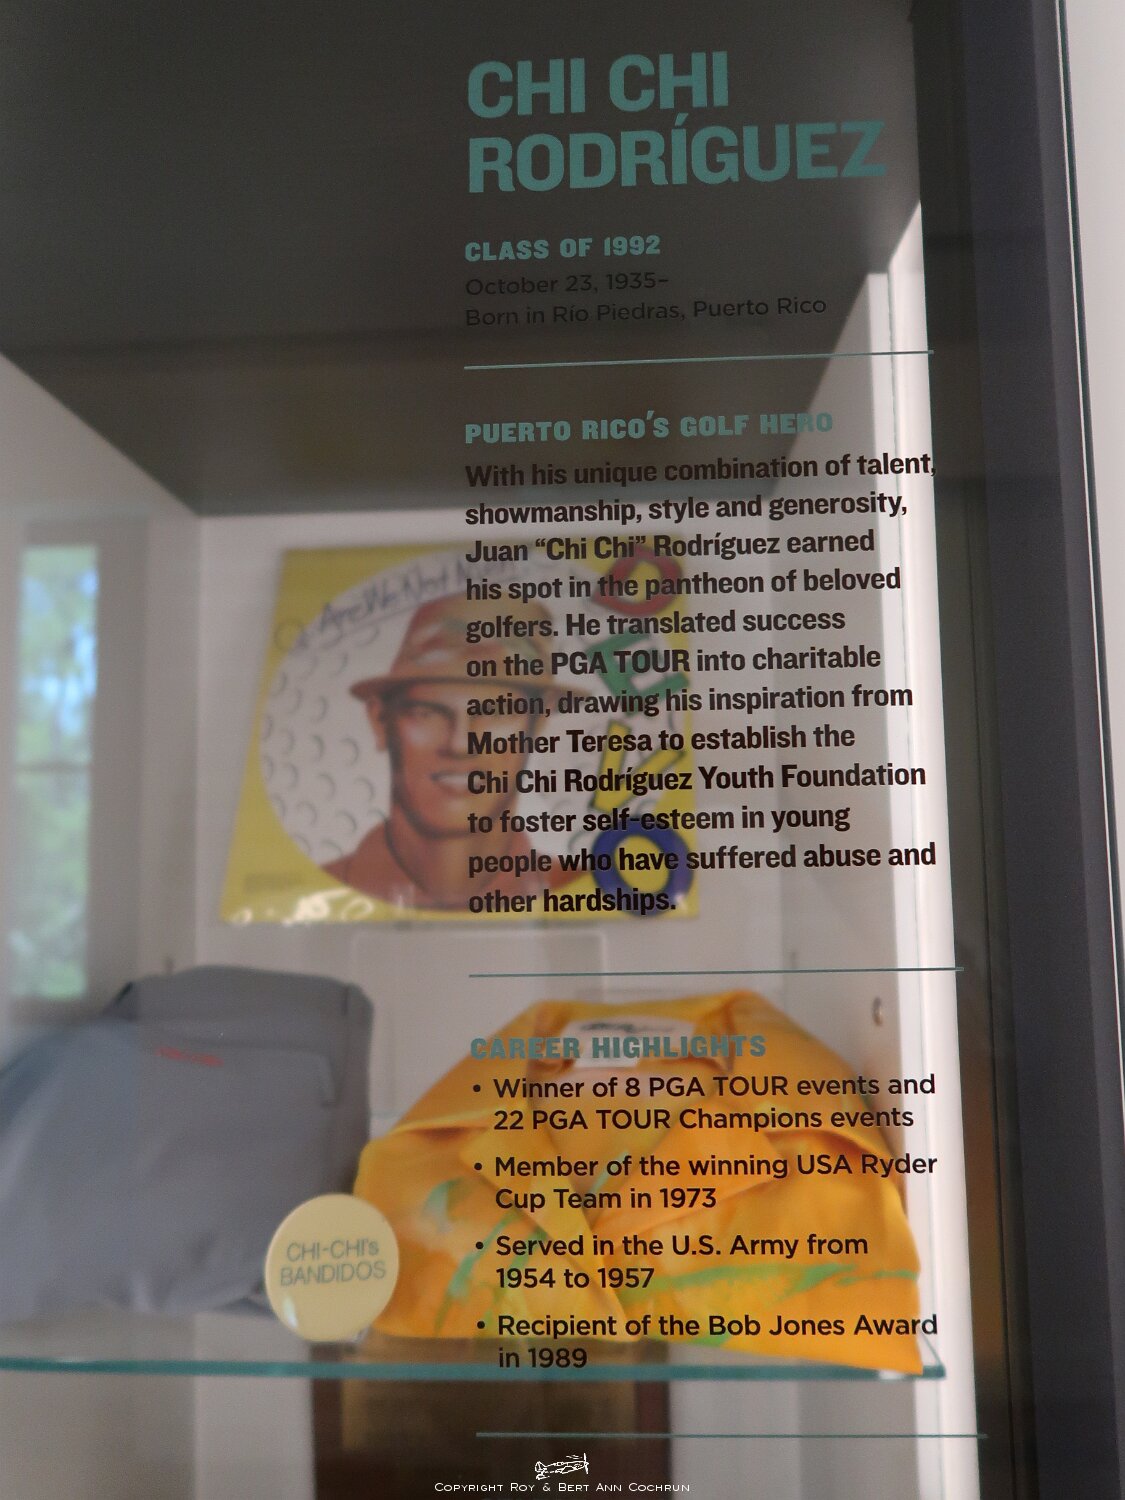 CHI CHI
RODRÍGUEZ
CLASS OF 1992
October 23, 1935–
Born in Río Piedras, Puerto Rico
PUERTO RICO'S GOLF HERO
With his unique combination of talent,
showmanship, style and generosity,
Juan “Chi Chi” Rodríguez earned
his spot in the pantheon of beloved
golfers. He translated success
on the PGA TOUR into charitable
action, drawing his inspiration from
Mother Teresa to establish the
Chi Chi Rodríguez Youth Foundation
to foster self-esteem in young
people who have suffered abuse and
other hardships.
Are We Not Men
DEVO
CAREER HIGHLIGHTS
• Winner of 8 PGA TOUR events and
22 PGA TOUR Champions events
• Member of the winning USA Ryder
Cup Team in 1973
• Served in the U.S. Army from
1954 to 1957
• Recipient of the Bob Jones Award
in 1989
CHI-CHI's
BANDIDOS
Copyright Roy & Bert Ann Cochrun